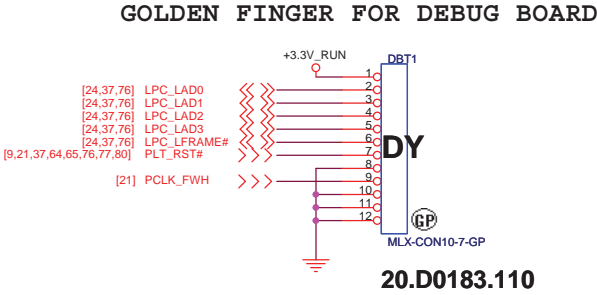 GOLDEN FINGER FOR DEBUG BOARD
+3.3V_RUN
DBT1
1
[24,37,76] LPC_LAD0 2
[24,37,76] LPC_LAD1 3
[24,37,76] LPC_LAD2 4
[24,37,76] LPC_LAD3 5
[24,37,76] LPC_LFRAME# 6
[9,21,37,64,65,76,77,80] PLT_RST# 7
DY
8
[21] PCLK_FWH 9
10
11
12
GP
MLX-CON10-7-GP
20.D0183.110